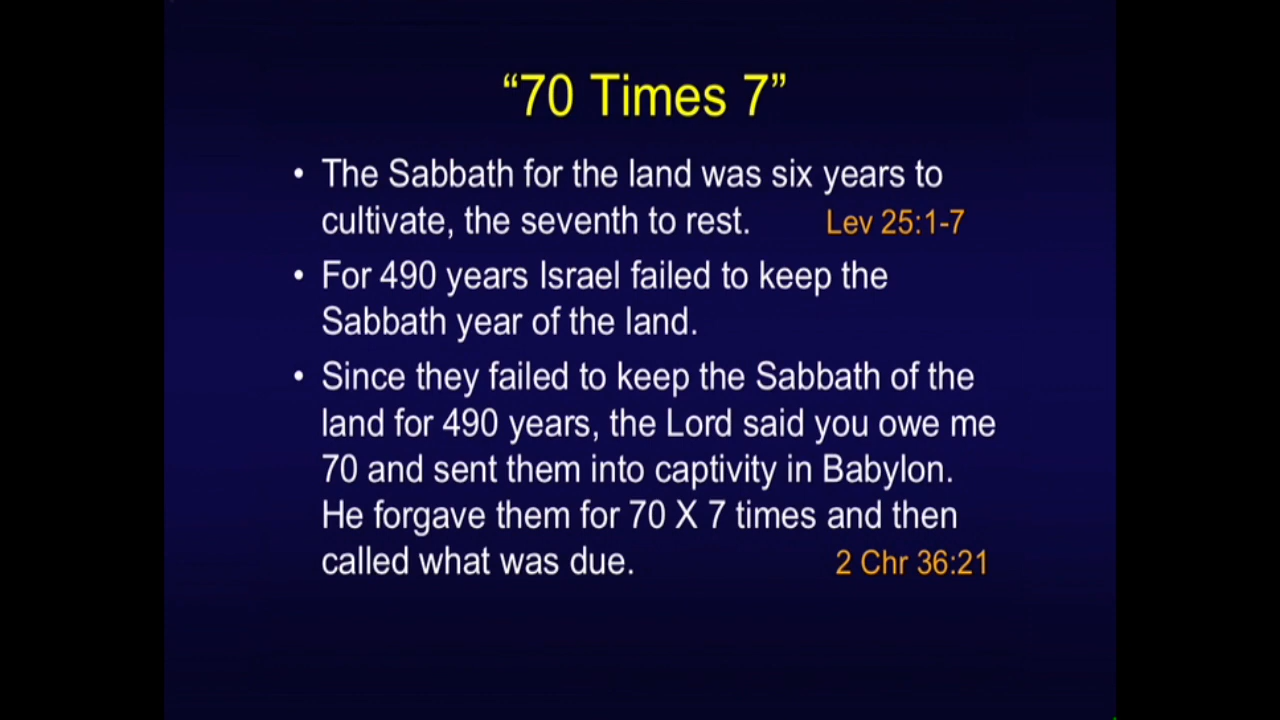 “70 Times 7”
• The Sabbath for the land was six years to
cultivate, the seventh to rest. Lev 25:1-7
• For 490 years Israel failed to keep the
Sabbath year of the land.
• Since they failed to keep the Sabbath of the
land for 490 years, the Lord said you owe me
70 and sent them into captivity in Babylon.
He forgave them for 70 X 7 times and then
called what was due. 2 Chr 36:21